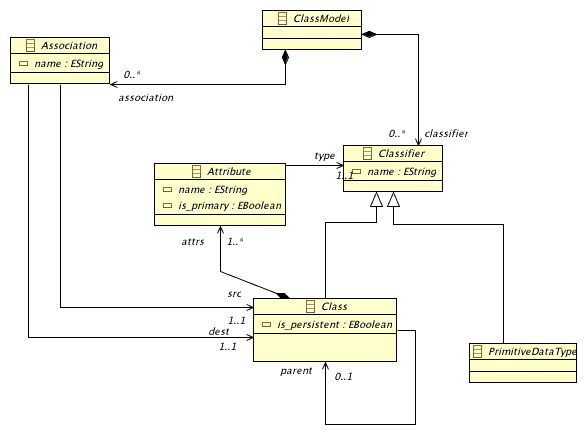 ClassModel
Association
name : EString
0..*
association
0..*
classifier
Classifier
name : EString
type
1..1
Attribute
name : EString
is_primary : EBoolean
attrs
1..*
src
1..1
dest
1..1
Class
is_persistent : EBoolean
parent
0..1
PrimitiveDataType